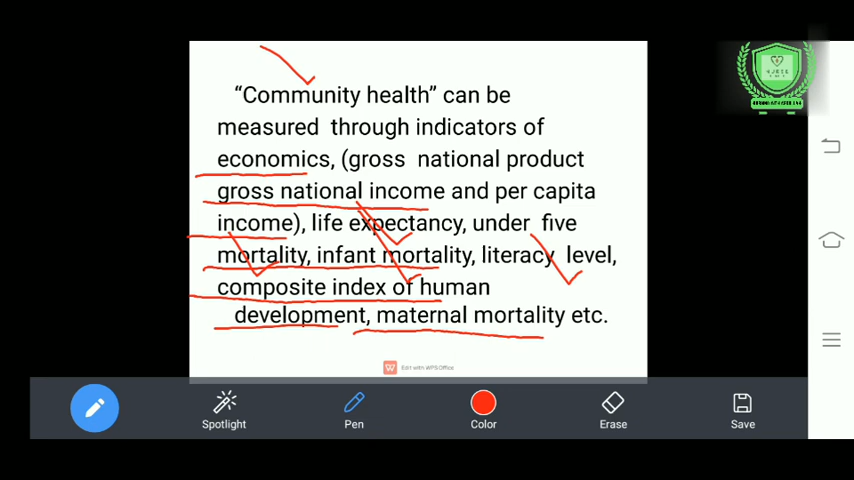 “Community health” can be
measured through indicators of
economics, (gross national product
gross national income and per capita
income), life expectancy, under five
mortality, infant mortality, literacy level,
composite index of human
development, maternal mortality etc.
Edit with WPS Office
Spotlight
Pen
Color
Erase
Save